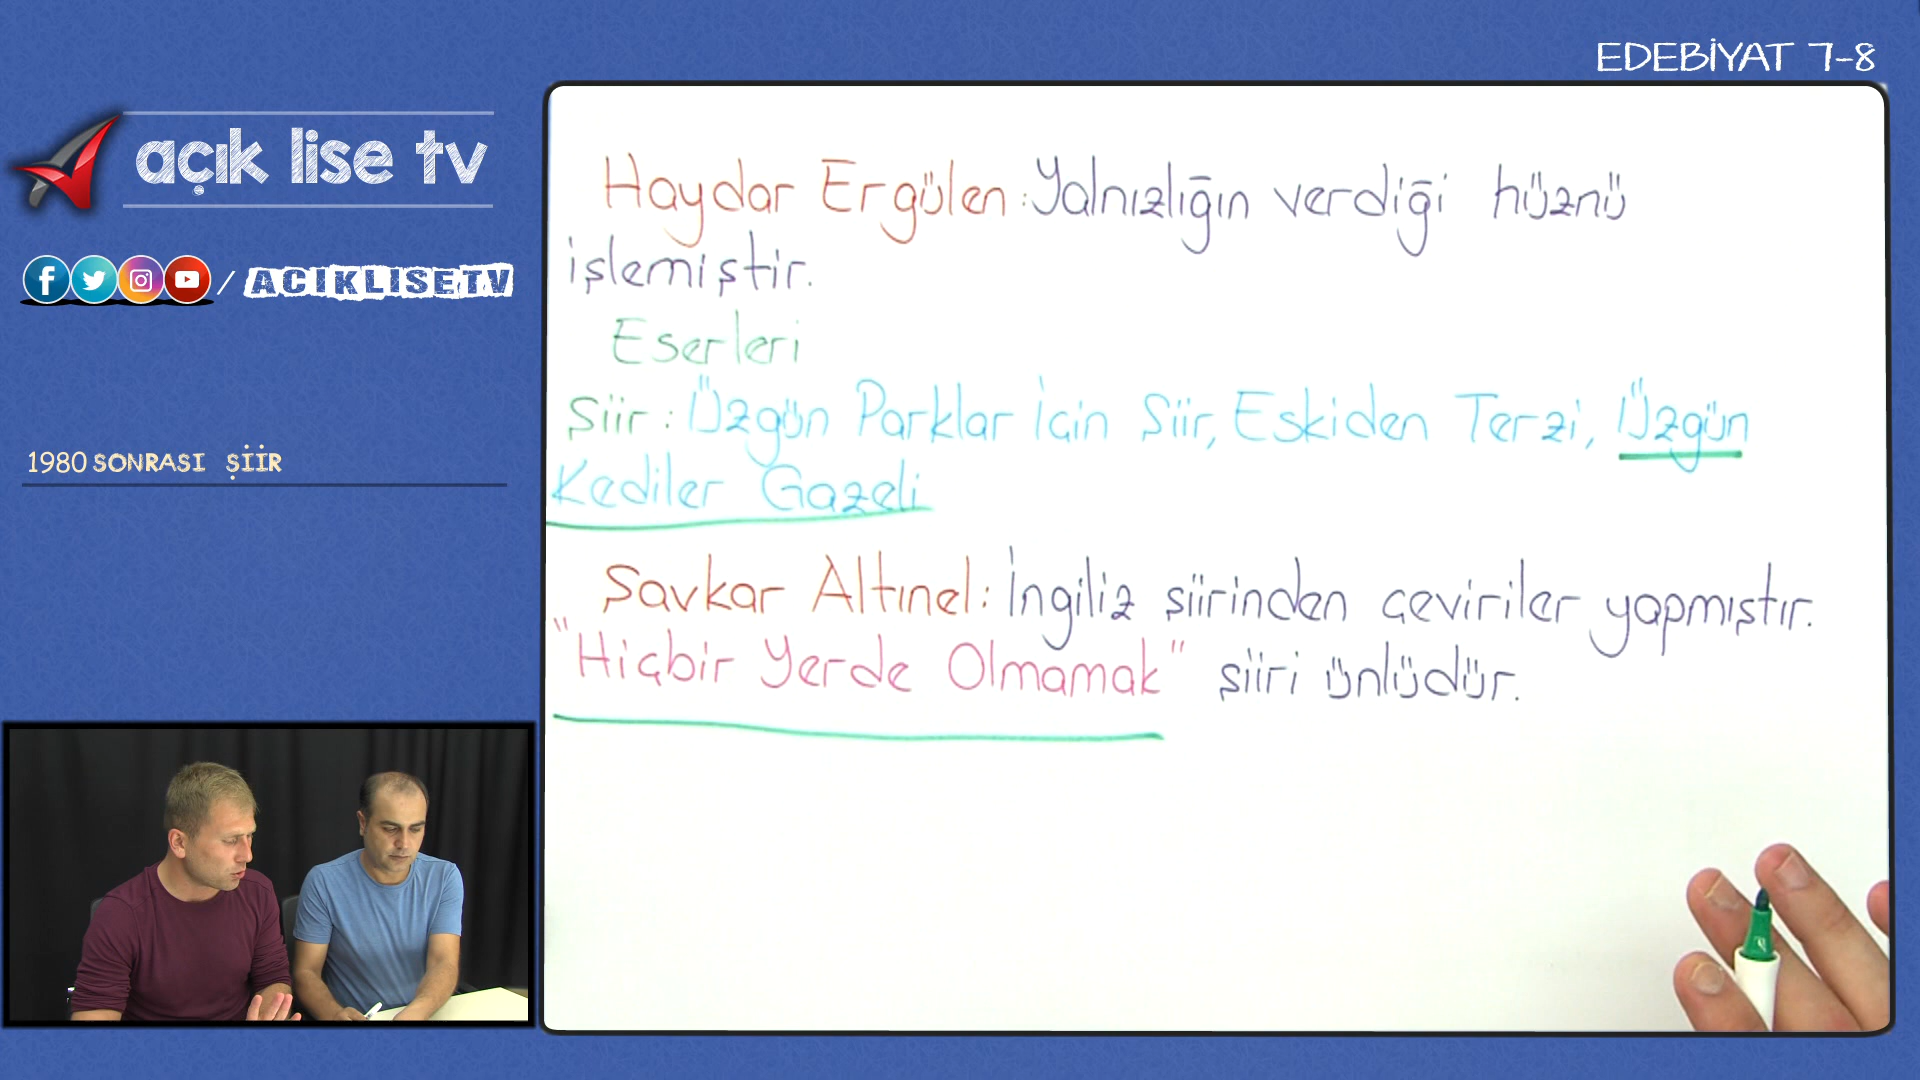 EDEBİYAT 7-8
açık lise tv
/ ACIKLISETV
1980 SONRASI ŞİİR
Haydar Ergülen: Yalnızlığın verdiği hüznü
işlemiştir.
Eserleri
Şiir: Üzgün Parklar İçin Şiir, Eskiden Terzi, Üzgün
Kediler Gazeli
Şavkar Altınel: İngiliz şiirinden çeviriler yapmıştır.
"Hiçbir Yerde Olmamak" şiiri ünlüdür.